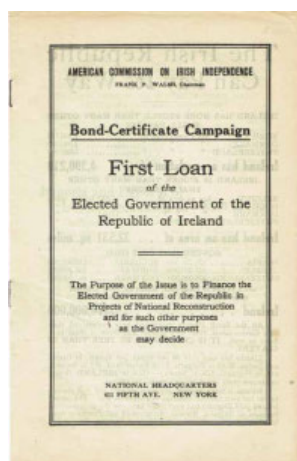 AMERICAN COMMISSION ON IRISH INDEPENDENCE
FRANK P. WALSH, Chairman
Bond-Certificate Campaign
First Loan
of the
Elected Government of the
Republic of Ireland
The Purpose of the Issue is to Finance the
Elected Government of the Republic in
Projects of National Reconstruction
and for such other purposes
as the Government
may decide
NATIONAL HEADQUARTERS
411 FIFTH AVE. NEW YORK